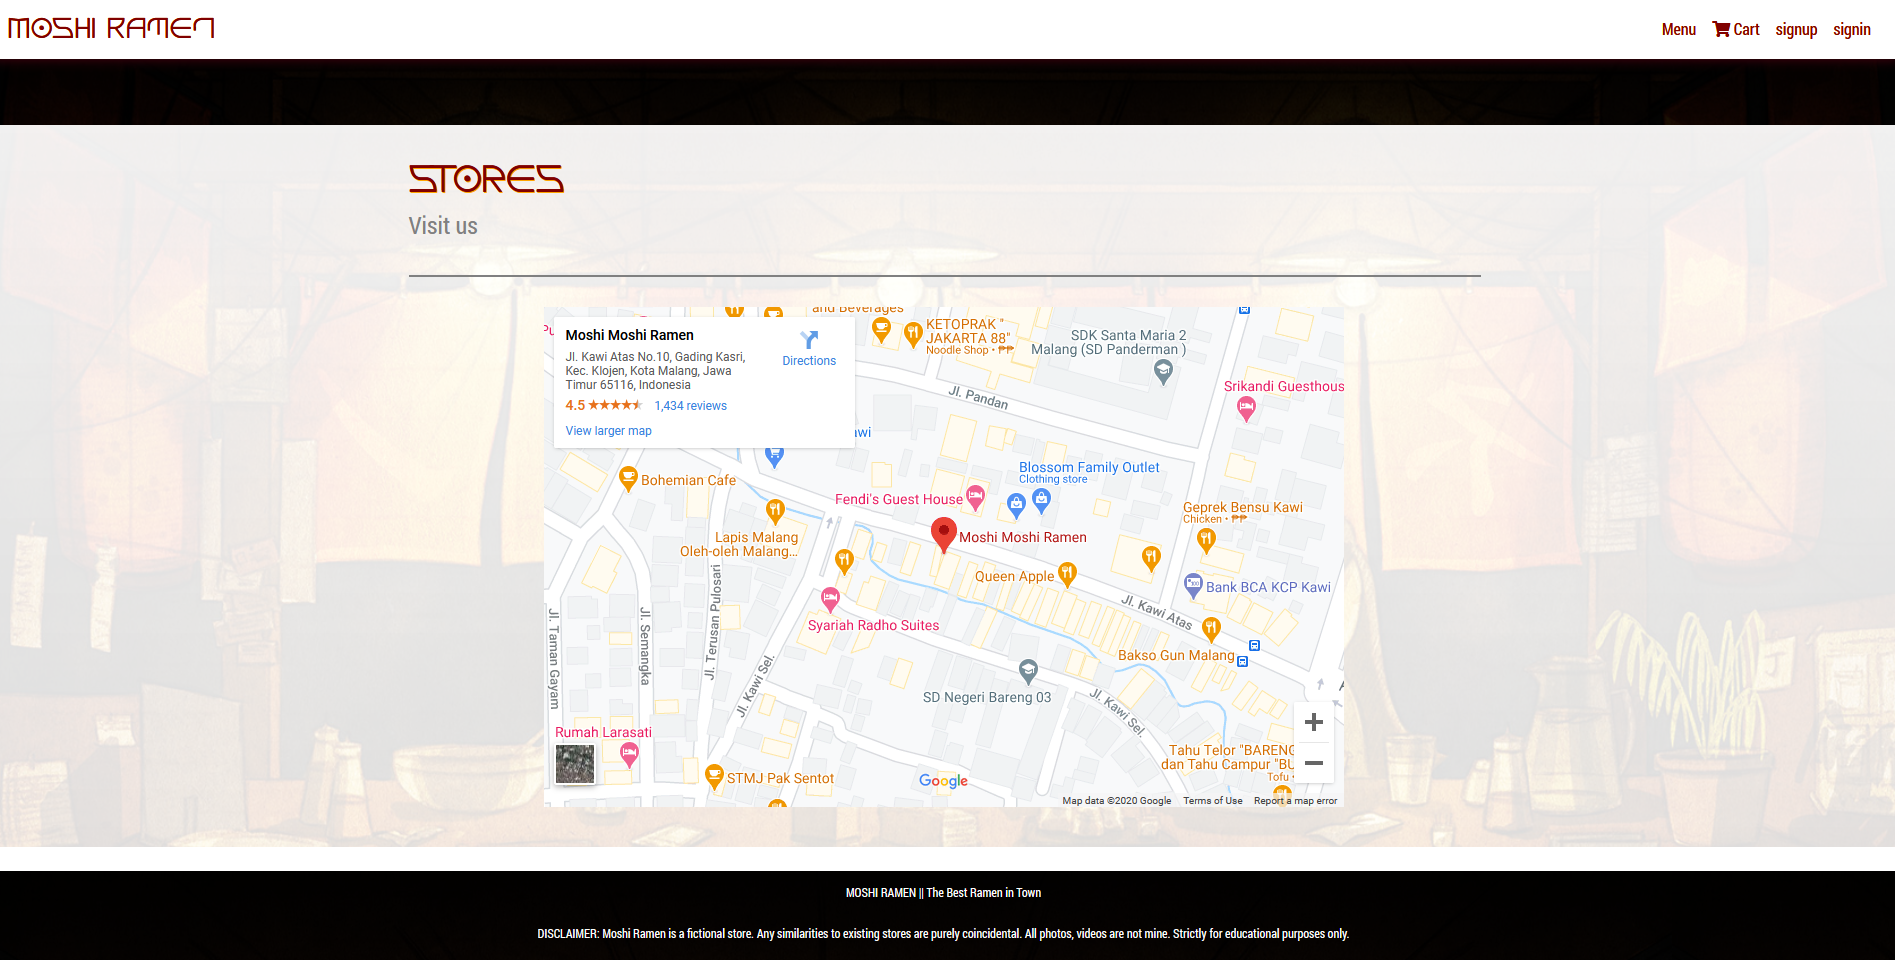 MOSHI RAMEN
Menu
Cart
signup
signin
STORES
Visit us
Moshi Moshi Ramen
Jl. Kawi Atas No.10, Gading Kasri,
Kec. Klojen, Kota Malang, Jawa
Timur 65116, Indonesia
4.5 ★★★★★ 1,434 reviews
View larger map
Directions
and Beverages
KETOPRAK "
JAKARTA 88"
Noodle Shop • ₱₱
SDK Santa Maria 2
Malang (SD Panderman )
Srikandi Guesthous
Jl. Pandan
Blossom Family Outlet
Clothing store
Bohemian Cafe
Fendi's Guest House
Geprek Bensu Kawi
Chicken • ₱₱
Lapis Malang
Oleh-oleh Malang...
Moshi Moshi Ramen
Queen Apple
Bank BCA KCP Kawi
Jl. Kawi Atas
Syariah Radho Suites
Jl. Taman Gayam
Jl. Semangka
Jl. Terusan Pulosari
Jl. Kawi Sel.
Bakso Gun Malang
SD Negeri Bareng 03
Jl. Kawi Sel.
Rumah Larasati
Tahu Telor "BARENG
dan Tahu Campur "BU
Tofu •
STMJ Pak Sentot
Google
Map data ©2020 Google
Terms of Use
Report a map error
MOSHI RAMEN || The Best Ramen in Town
DISCLAIMER: Moshi Ramen is a fictional store. Any similarities to existing stores are purely coincidental. All photos, videos are not mine. Strictly for educational purposes only.